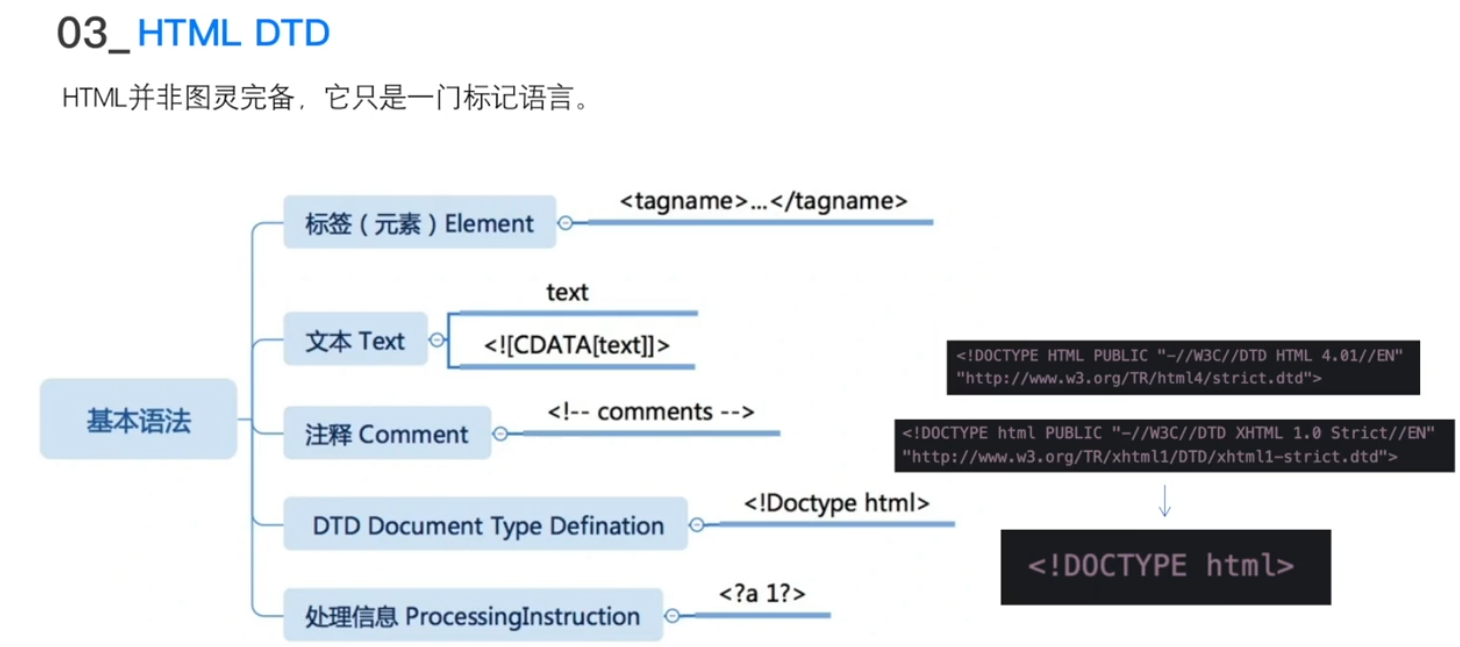 03_HTML DTD
HTML并非图灵完备，它只是一门标记语言。
基本语法
标签（元素）Element
<tagname>...</tagname>
文本 Text
text
<![CDATA[text]]>
注释 Comment
<!-- comments -->
DTD Document Type Defination
<!Doctype html>
处理信息 ProcessingInstruction
<?a 1?>
<!DOCTYPE HTML PUBLIC "-//W3C//DTD HTML 4.01//EN"
"http://www.w3.org/TR/html4/strict.dtd">
<!DOCTYPE html PUBLIC "-//W3C//DTD XHTML 1.0 Strict//EN"
"http://www.w3.org/TR/xhtml1/DTD/xhtml1-strict.dtd">
<!DOCTYPE html>